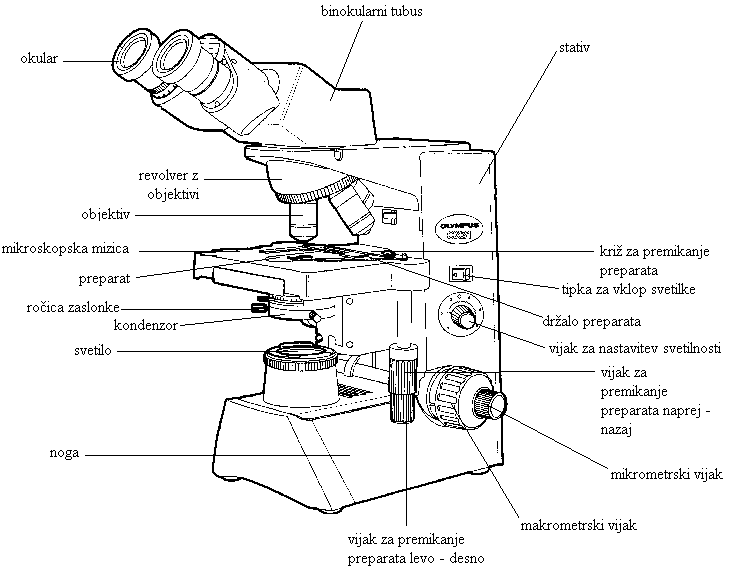 binokularni tubus
okular
stativ
revolver z
objektivi
objektiv
mikroskopska mizica
preparat
ročica zaslonke
kondenzor
svetilo
noga
OLYMPUS
CX21
križ za premikanje
preparata
tipka za vklop svetilke
držalo preparata
vijak za nastavitev svetilnosti
vijak za
premikanje
preparata naprej -
nazaj
mikrometrski vijak
makrometrski vijak
vijak za premikanje
preparata levo - desno